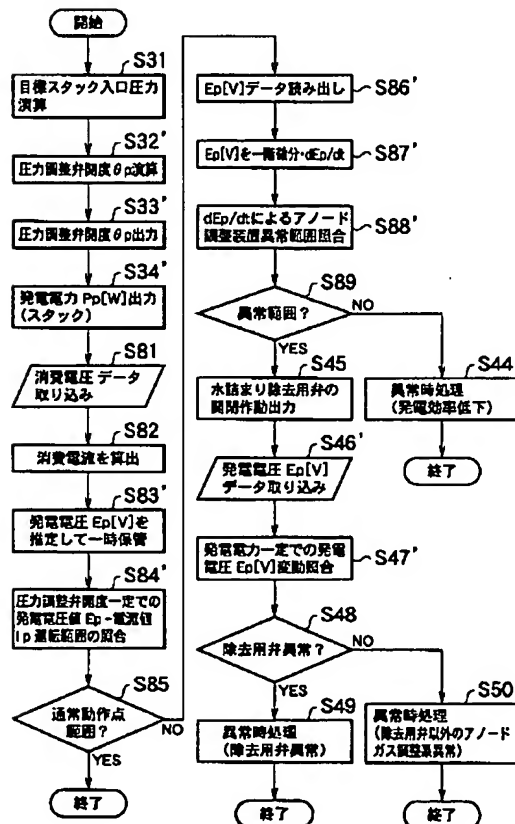 開始
S31
目標スタック入口圧力
演算
S32'
圧力調整弁開度θp演算
S33'
圧力調整弁開度θp出力
S34'
発電電力 Pp[W]出力
(スタック)
S81
消費電圧 データ
取り込み
S82
消費電流を算出
S83'
発電電圧 Ep[V]を
推定して一時保管
S84'
圧力調整弁開度一定での
発電電圧値 Ep-電流値
Ip 運転範囲の照合
S85
通常動作点
範囲?
NO
YES
終了
Ep[V]データ読み出し
S86'
Ep[V]を一階微分・dEp/dt
S87'
dEp/dtによるアノード
調整装置異常範囲照合
S88'
S89
異常範囲?
NO
YES
S45
水詰まり除去用弁の
開閉作動出力
S44
異常時処理
(発電効率低下)
終了
S46'
発電電圧 Ep[V]
データ取り込み
発電電力一定での発電
電圧 Ep[V]変動照合
S47'
S48
除去用弁異常?
NO
YES
S49
異常時処理
(除去用弁異常)
終了
S50
異常時処理
(除去用弁以外のアノード
ガス調整系異常)
終了